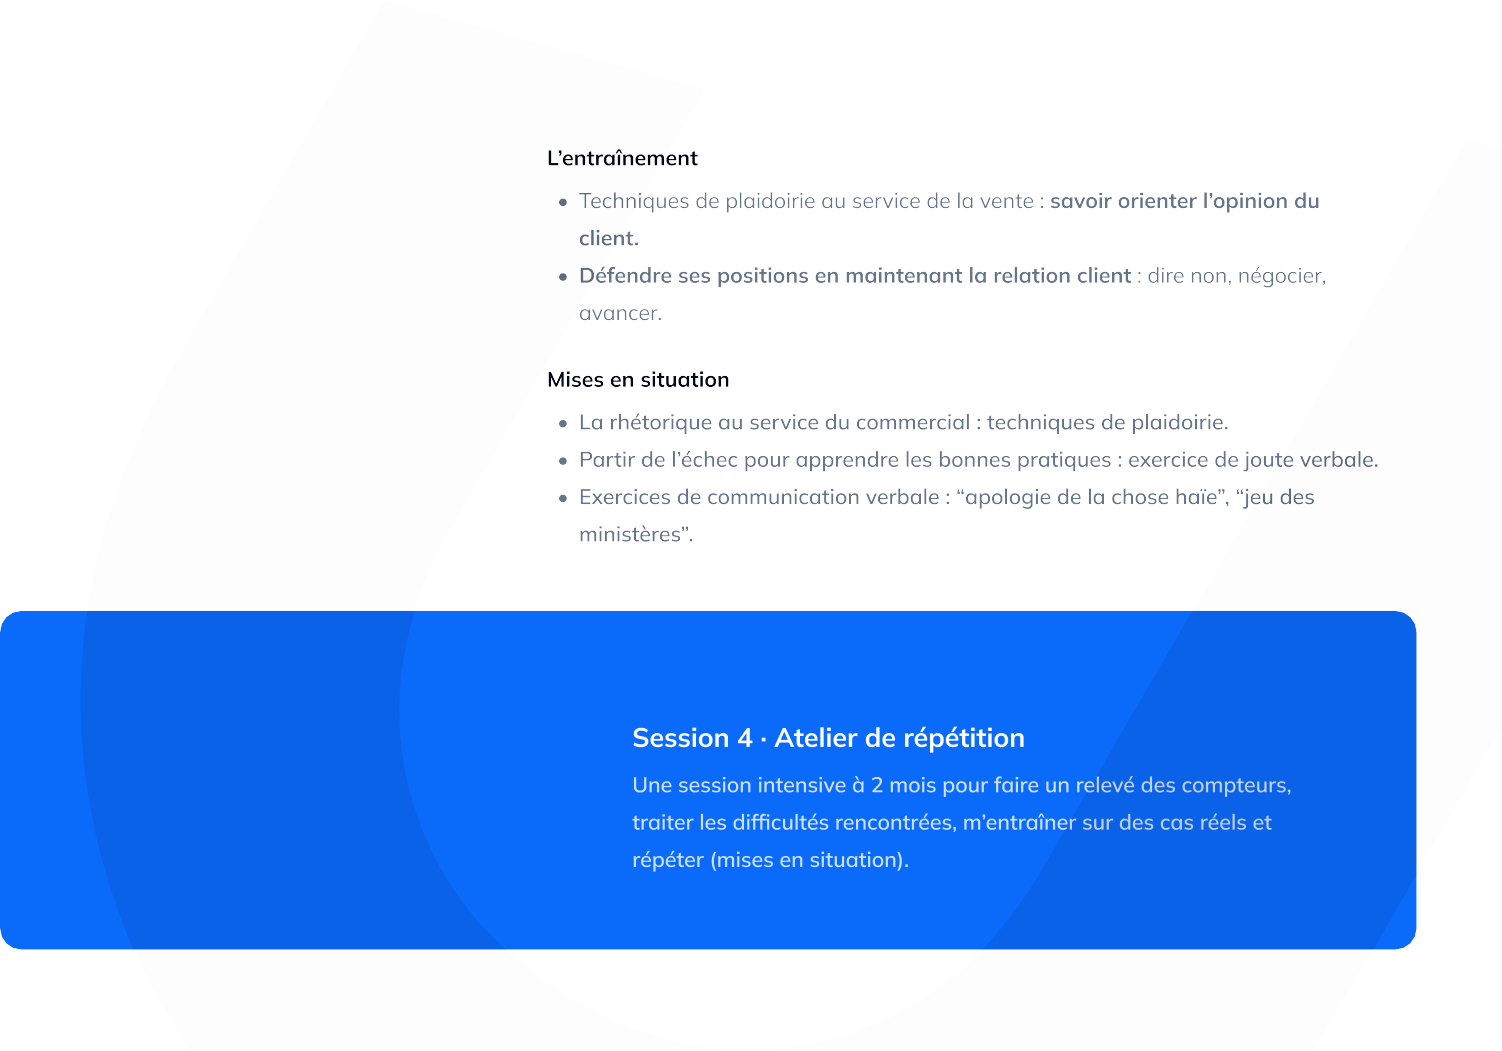 L’entraînement
• Techniques de plaidoirie au service de la vente : savoir orienter l’opinion du
client.
• Défendre ses positions en maintenant la relation client : dire non, négocier,
avancer.
Mises en situation
• La rhétorique au service du commercial : techniques de plaidoirie.
• Partir de l’échec pour apprendre les bonnes pratiques : exercice de joute verbale.
• Exercices de communication verbale : “apologie de la chose haïe”, “jeu des
ministères”.
Session 4 · Atelier de répétition
Une session intensive à 2 mois pour faire un relevé des compteurs,
traiter les difficultés rencontrées, m’entraîner sur des cas réels et
répéter (mises en situation).